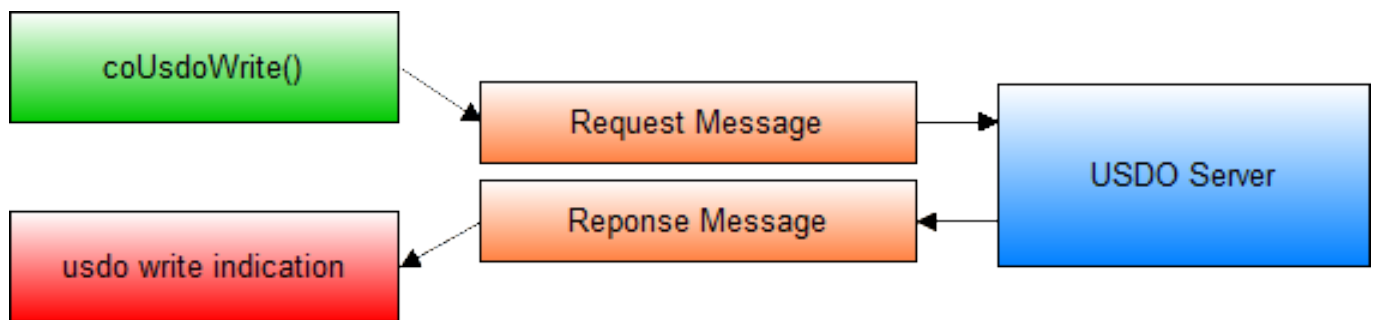 coUsdoWrite()
Request Message
USDO Server
Reponse Message
usdo write indication